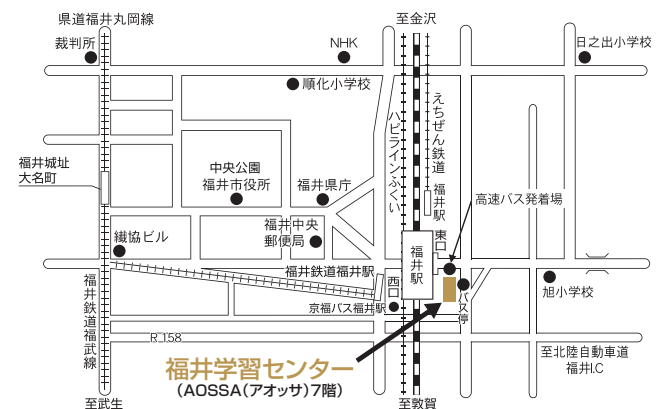 県道福井丸岡線
至金沢
裁判所
NHK
日之出小学校
順化小学校
えちぜん鉄道
福井駅
ハピラインふくい
福井城址
大名町
中央公園
福井市役所
福井県庁
高速バス発着場
福井中央
郵便局
東口
福井駅
繊協ビル
福井鉄道福井駅
西口
バス停
旭小学校
福井鉄道福武線
京福バス福井駅
R.158
至北陸自動車道
福井I.C
福井学習センター
(AOSSA(アオッサ)7階)
至武生
至敦賀